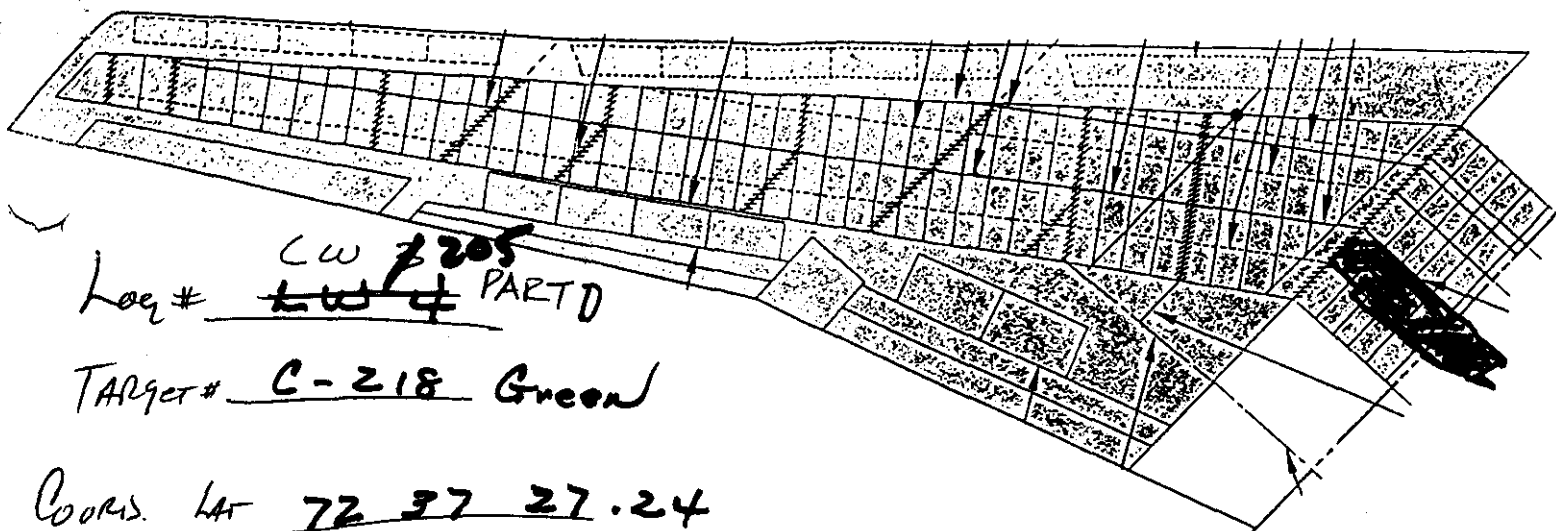 Log # CW 205 PART D
TARGET # C-218 Green
COORDS. LAT 72 37 27.24